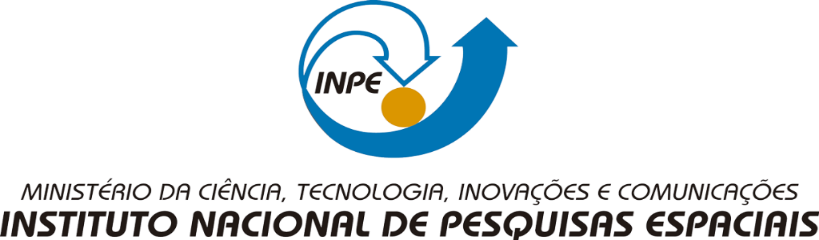 INPE
MINISTÉRIO DA CIÊNCIA, TECNOLOGIA, INOVAÇÕES E COMUNICAÇÕES
INSTITUTO NACIONAL DE PESQUISAS ESPACIAIS